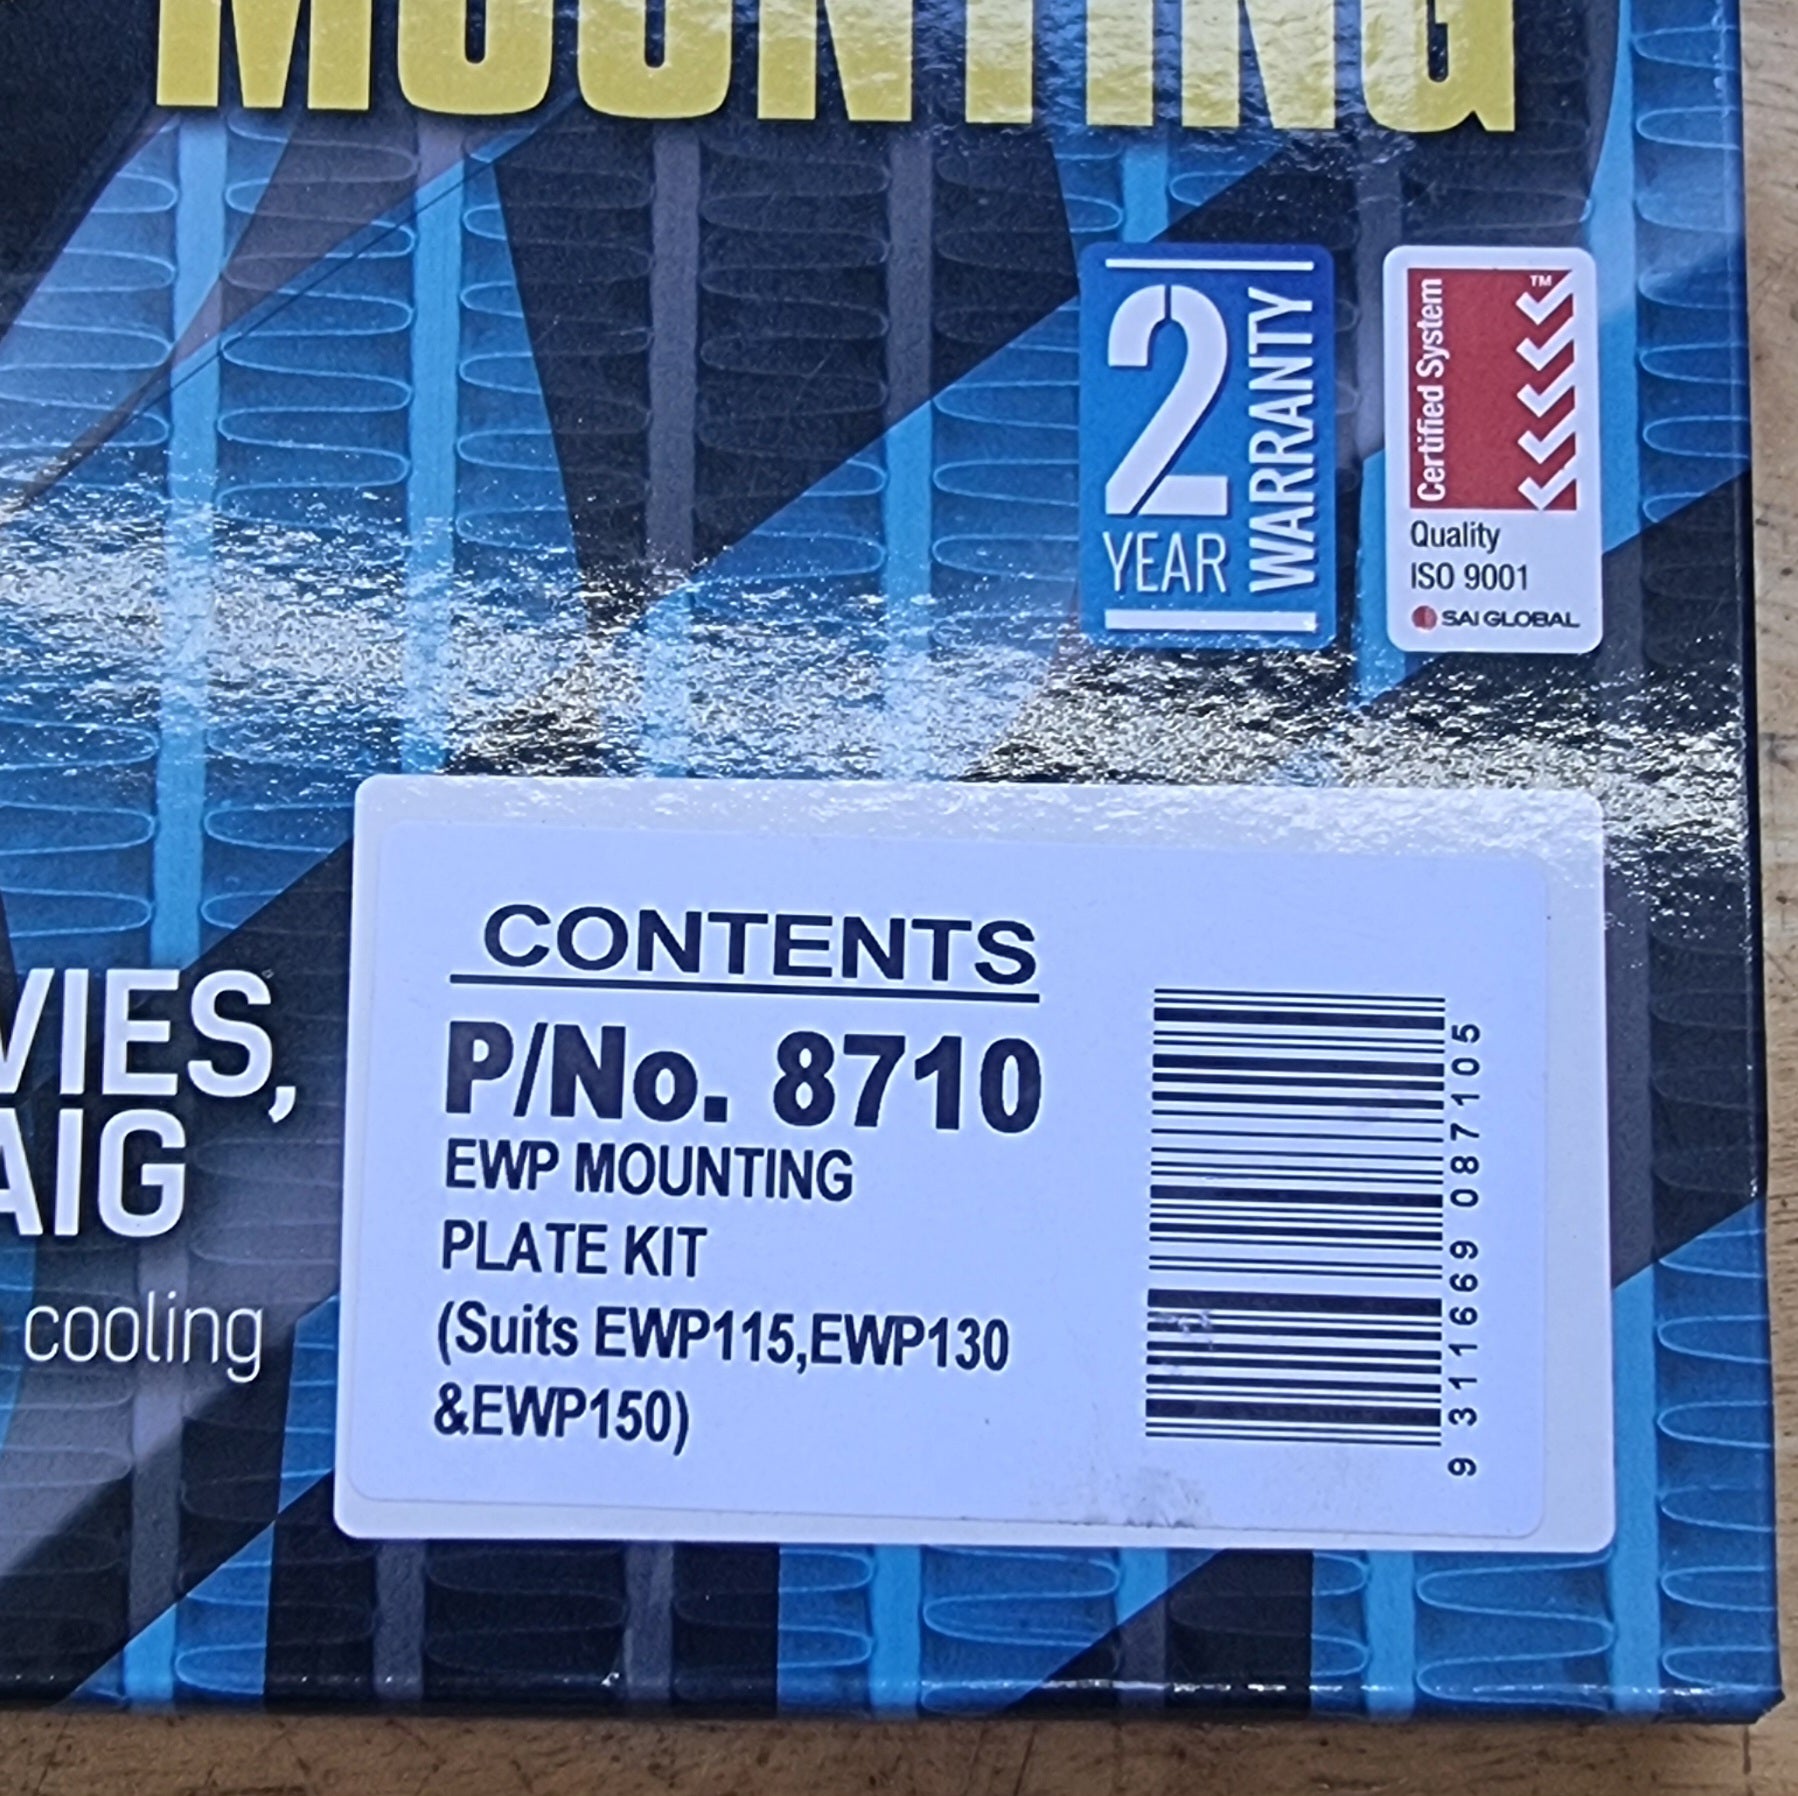 MOUNTING
2
YEAR
WARRANTY
Certified System
TM
Quality
ISO 9001
SAI GLOBAL
CONTENTS
P/No. 8710
EWP MOUNTING
PLATE KIT
(Suits EWP115,EWP130
&EWP150)
9 311669 087105
VIES,
AIG
cooling